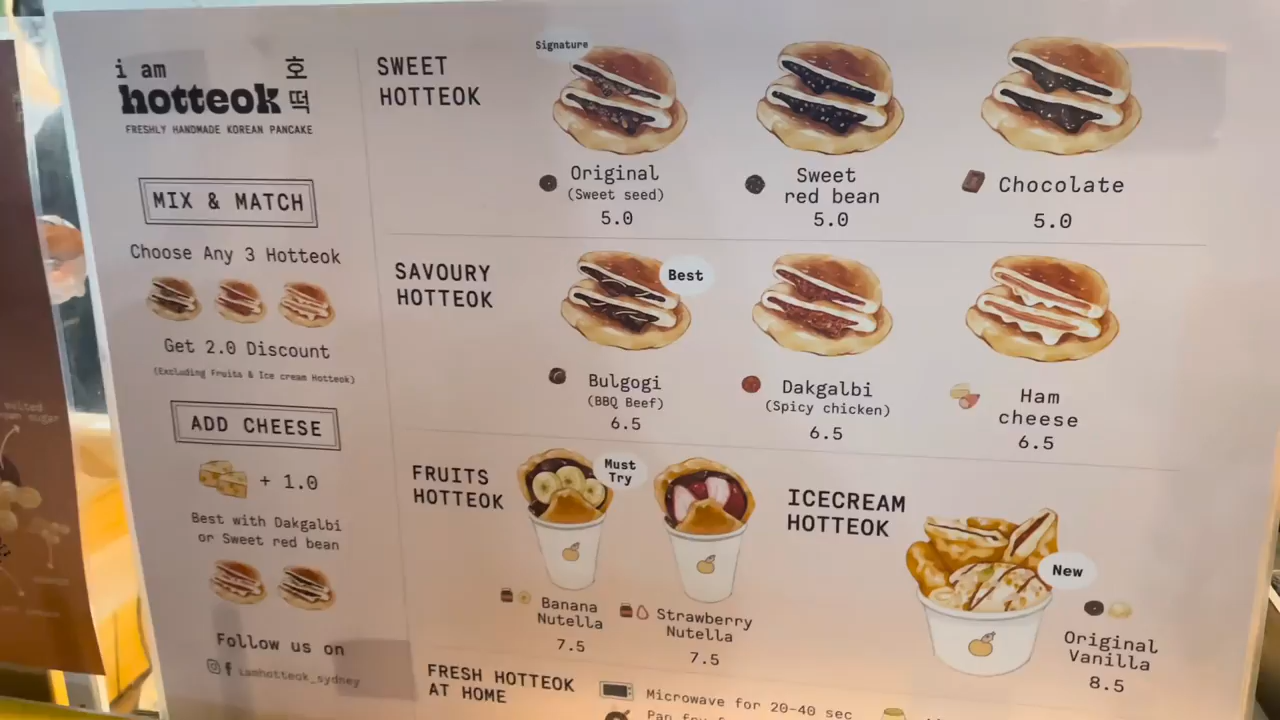 i am
호떡
hotteok
FRESHLY HANDMADE KOREAN PANCAKE
MIX & MATCH
Choose Any 3 Hotteok
Get 2.0 Discount
(Excluding Fruits & Ice cream Hotteok)
ADD CHEESE
+ 1.0
Best with Dakgalbi
or Sweet red bean
Follow us on
iamhotteok_sydney
SWEET
HOTTEOK
Signature
Original
(Sweet seed)
5.0
Sweet
red bean
5.0
Chocolate
5.0
SAVOURY
HOTTEOK
Best
Bulgogi
(BBQ Beef)
6.5
Dakgalbi
(Spicy chicken)
6.5
Ham
cheese
6.5
FRUITS
HOTTEOK
Must
Try
Banana
Nutella
7.5
Strawberry
Nutella
7.5
ICECREAM
HOTTEOK
New
Original
Vanilla
8.5
FRESH HOTTEOK
AT HOME
Microwave for 20-40 sec
Pan fry